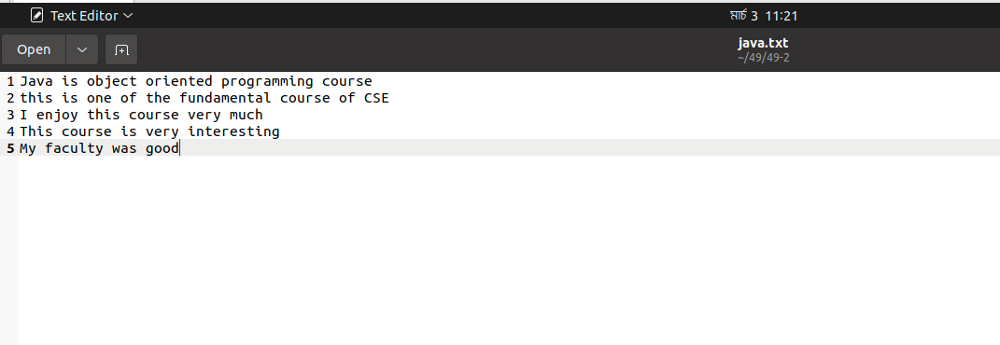 Text Editor
মার্চ 3 11:21
Open
java.txt
~/49/49-2
1 Java is object oriented programming course
2 this is one of the fundamental course of CSE
3 I enjoy this course very much
4 This course is very interesting
5 My faculty was good